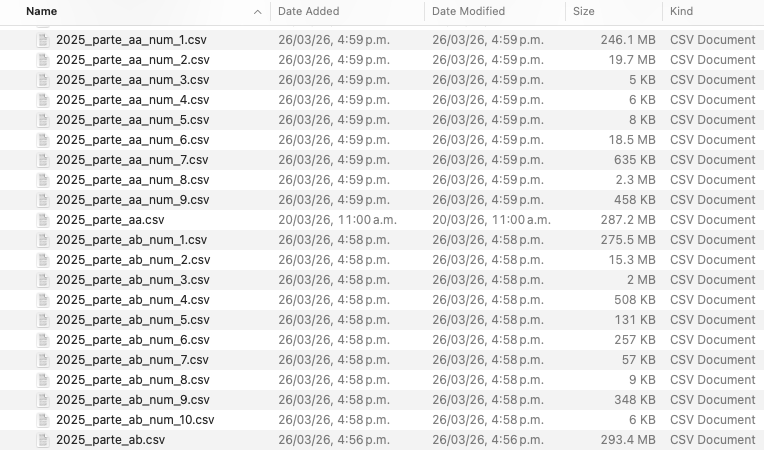 Name Date Added Date Modified Size Kind
2025_parte_aa_num_1.csv 26/03/26, 4:59 p.m. 26/03/26, 4:59 p.m. 246.1 MB CSV Document
2025_parte_aa_num_2.csv 26/03/26, 4:59 p.m. 26/03/26, 4:59 p.m. 19.7 MB CSV Document
2025_parte_aa_num_3.csv 26/03/26, 4:59 p.m. 26/03/26, 4:59 p.m. 5 KB CSV Document
2025_parte_aa_num_4.csv 26/03/26, 4:59 p.m. 26/03/26, 4:59 p.m. 6 KB CSV Document
2025_parte_aa_num_5.csv 26/03/26, 4:59 p.m. 26/03/26, 4:59 p.m. 8 KB CSV Document
2025_parte_aa_num_6.csv 26/03/26, 4:59 p.m. 26/03/26, 4:59 p.m. 18.5 MB CSV Document
2025_parte_aa_num_7.csv 26/03/26, 4:59 p.m. 26/03/26, 4:59 p.m. 635 KB CSV Document
2025_parte_aa_num_8.csv 26/03/26, 4:59 p.m. 26/03/26, 4:59 p.m. 2.3 MB CSV Document
2025_parte_aa_num_9.csv 26/03/26, 4:59 p.m. 26/03/26, 4:59 p.m. 458 KB CSV Document
2025_parte_aa.csv 20/03/26, 11:00 a.m. 20/03/26, 11:00 a.m. 287.2 MB CSV Document
2025_parte_ab_num_1.csv 26/03/26, 4:58 p.m. 26/03/26, 4:58 p.m. 275.5 MB CSV Document
2025_parte_ab_num_2.csv 26/03/26, 4:58 p.m. 26/03/26, 4:58 p.m. 15.3 MB CSV Document
2025_parte_ab_num_3.csv 26/03/26, 4:58 p.m. 26/03/26, 4:58 p.m. 2 MB CSV Document
2025_parte_ab_num_4.csv 26/03/26, 4:58 p.m. 26/03/26, 4:58 p.m. 508 KB CSV Document
2025_parte_ab_num_5.csv 26/03/26, 4:58 p.m. 26/03/26, 4:58 p.m. 131 KB CSV Document
2025_parte_ab_num_6.csv 26/03/26, 4:58 p.m. 26/03/26, 4:58 p.m. 257 KB CSV Document
2025_parte_ab_num_7.csv 26/03/26, 4:58 p.m. 26/03/26, 4:58 p.m. 57 KB CSV Document
2025_parte_ab_num_8.csv 26/03/26, 4:58 p.m. 26/03/26, 4:58 p.m. 9 KB CSV Document
2025_parte_ab_num_9.csv 26/03/26, 4:58 p.m. 26/03/26, 4:58 p.m. 348 KB CSV Document
2025_parte_ab_num_10.csv 26/03/26, 4:58 p.m. 26/03/26, 4:58 p.m. 6 KB CSV Document
2025_parte_ab.csv 26/03/26, 4:56 p.m. 26/03/26, 4:56 p.m. 293.4 MB CSV Document